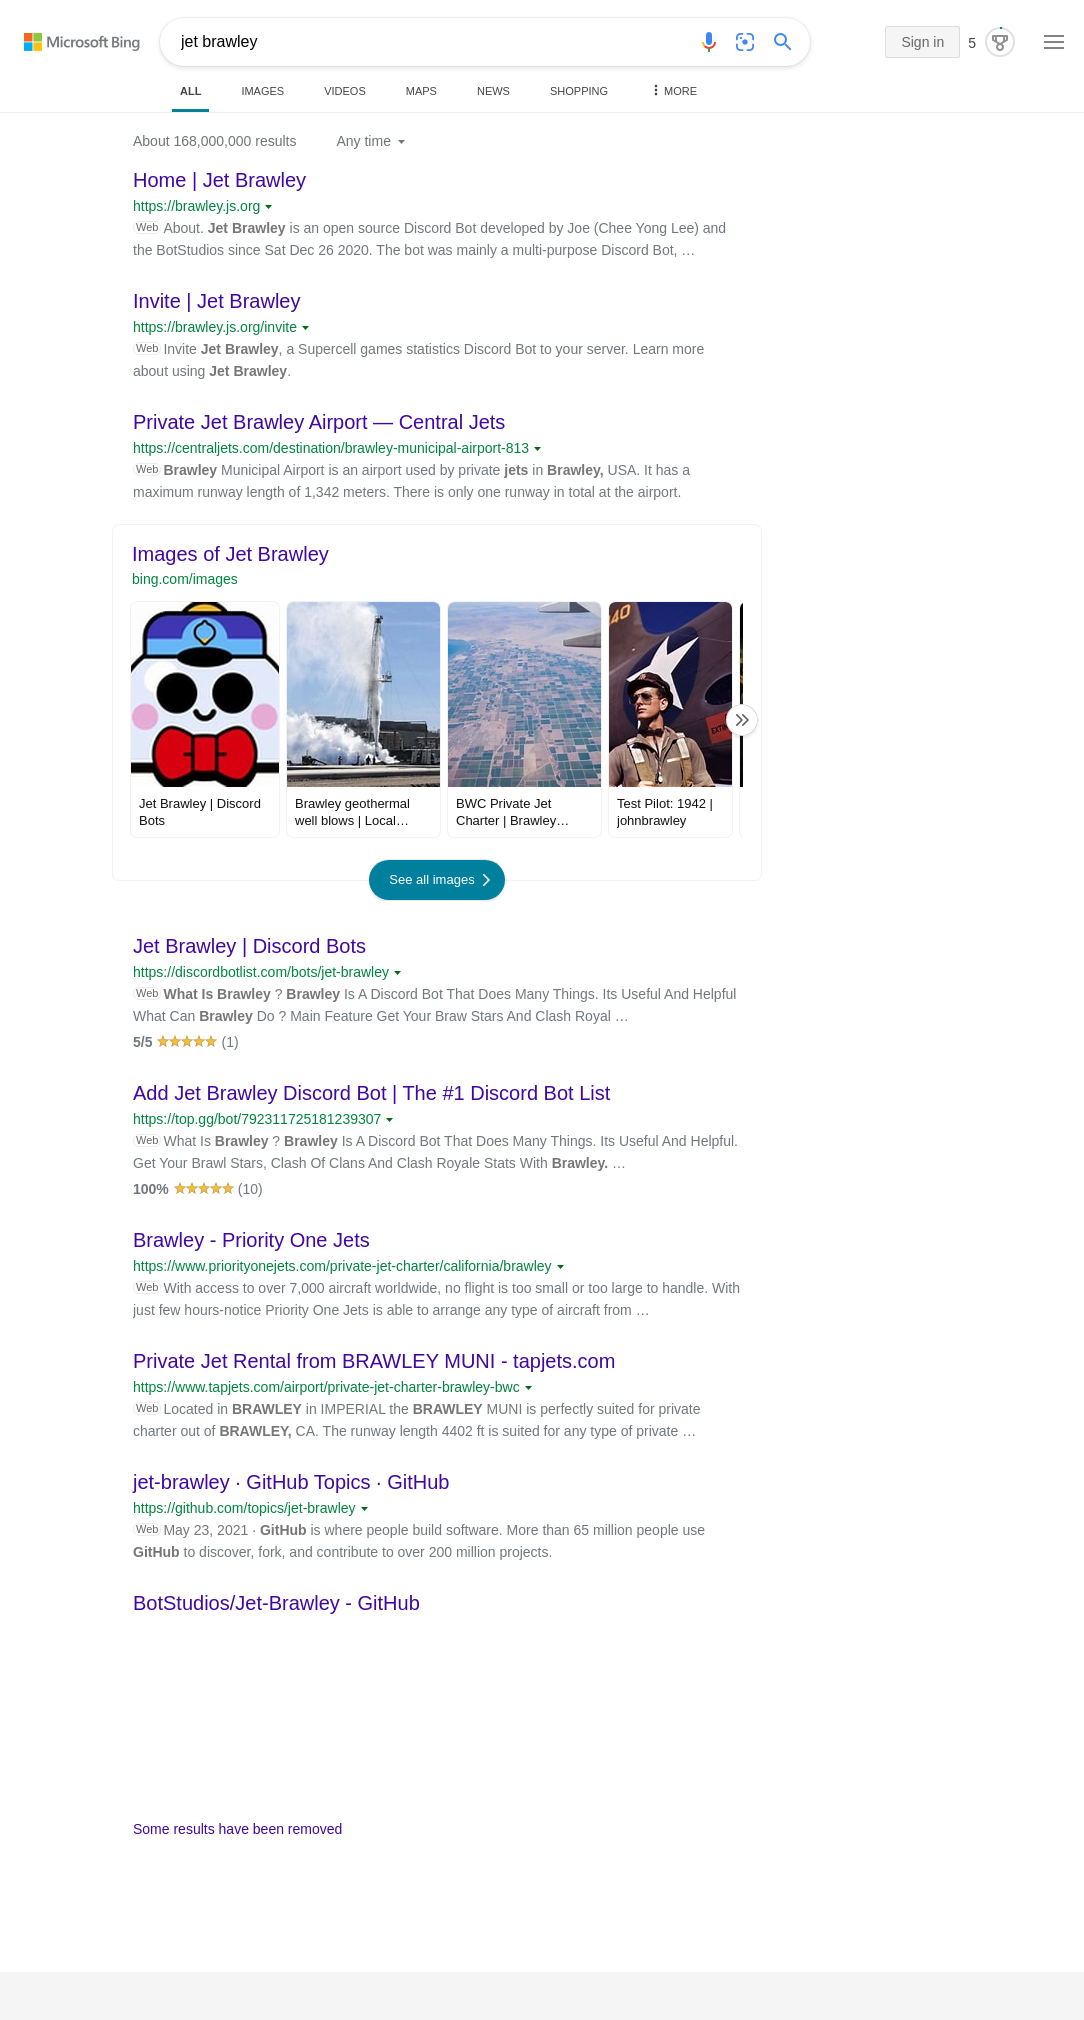 Microsoft Bing
jet brawley
Sign in
5
ALL
IMAGES
VIDEOS
MAPS
NEWS
SHOPPING
MORE
About 168,000,000 results
Any time
Home | Jet Brawley
https://brawley.js.org
Web About. Jet Brawley is an open source Discord Bot developed by Joe (Chee Yong Lee) and
the BotStudios since Sat Dec 26 2020. The bot was mainly a multi-purpose Discord Bot, …
Invite | Jet Brawley
https://brawley.js.org/invite
Web Invite Jet Brawley, a Supercell games statistics Discord Bot to your server. Learn more
about using Jet Brawley.
Private Jet Brawley Airport — Central Jets
https://centraljets.com/destination/brawley-municipal-airport-813
Web Brawley Municipal Airport is an airport used by private jets in Brawley, USA. It has a
maximum runway length of 1,342 meters. There is only one runway in total at the airport.
Images of Jet Brawley
bing.com/images
Jet Brawley | Discord
Bots
Brawley geothermal
well blows | Local…
BWC Private Jet
Charter | Brawley…
Test Pilot: 1942 |
johnbrawley
See all images
Jet Brawley | Discord Bots
https://discordbotlist.com/bots/jet-brawley
Web What Is Brawley ? Brawley Is A Discord Bot That Does Many Things. Its Useful And Helpful
What Can Brawley Do ? Main Feature Get Your Braw Stars And Clash Royal …
5/5 (1)
Add Jet Brawley Discord Bot | The #1 Discord Bot List
https://top.gg/bot/792311725181239307
Web What Is Brawley ? Brawley Is A Discord Bot That Does Many Things. Its Useful And Helpful.
Get Your Brawl Stars, Clash Of Clans And Clash Royale Stats With Brawley. …
100% (10)
Brawley - Priority One Jets
https://www.priorityonejets.com/private-jet-charter/california/brawley
Web With access to over 7,000 aircraft worldwide, no flight is too small or too large to handle. With
just few hours-notice Priority One Jets is able to arrange any type of aircraft from …
Private Jet Rental from BRAWLEY MUNI - tapjets.com
https://www.tapjets.com/airport/private-jet-charter-brawley-bwc
Web Located in BRAWLEY in IMPERIAL the BRAWLEY MUNI is perfectly suited for private
charter out of BRAWLEY, CA. The runway length 4402 ft is suited for any type of private …
jet-brawley · GitHub Topics · GitHub
https://github.com/topics/jet-brawley
Web May 23, 2021 · GitHub is where people build software. More than 65 million people use
GitHub to discover, fork, and contribute to over 200 million projects.
BotStudios/Jet-Brawley - GitHub
Some results have been removed